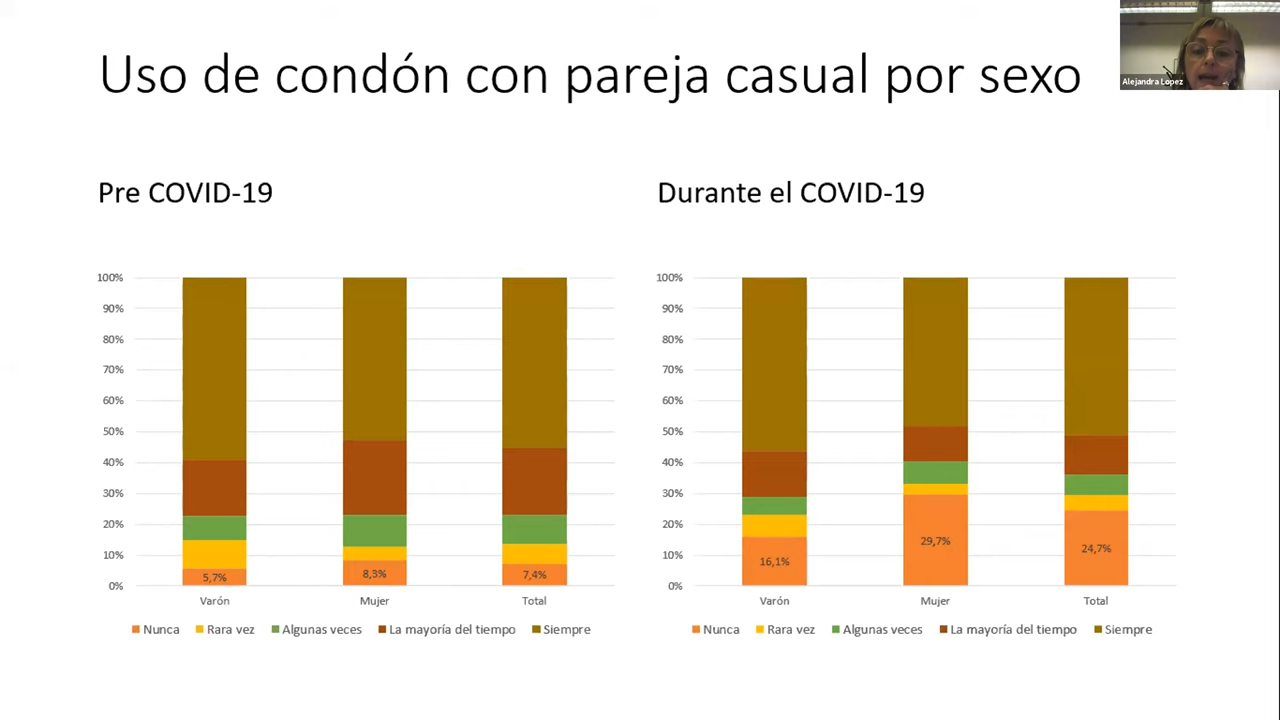 Uso de condón con pareja casual por sexo
Alejandra Lopez
Pre COVID-19
100%
90%
80%
70%
60%
50%
40%
30%
20%
10%
0%
5,7%
8,3%
7,4%
Varón
Mujer
Total
Nunca Rara vez Algunas veces La mayoría del tiempo Siempre
Durante el COVID-19
100%
90%
80%
70%
60%
50%
40%
30%
20%
10%
0%
16,1%
29,7%
24,7%
Varón
Mujer
Total
Nunca Rara vez Algunas veces La mayoría del tiempo Siempre